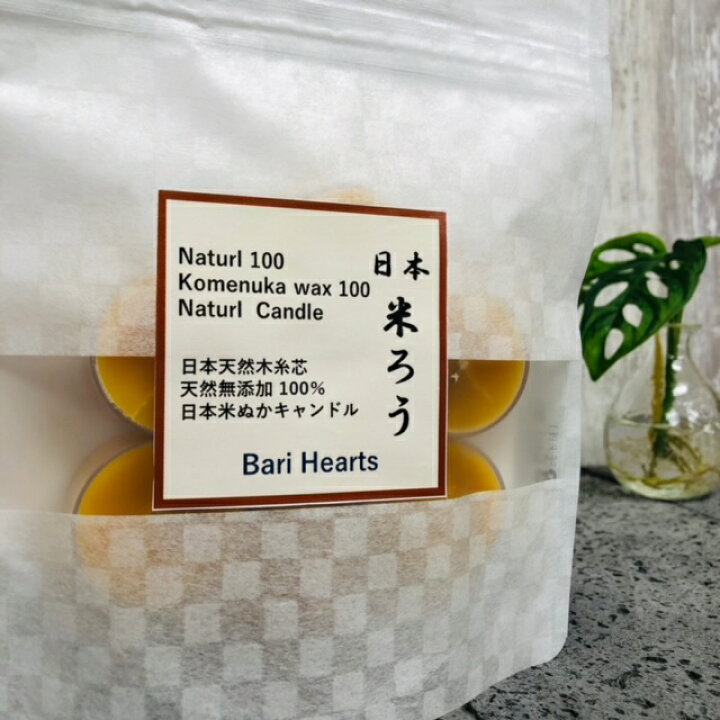 Naturl 100
Komenuka wax 100
Naturl Candle
日本天然木糸芯
天然無添加 100%
日本米ぬかキャンドル
日本
米ろう
Bari Hearts